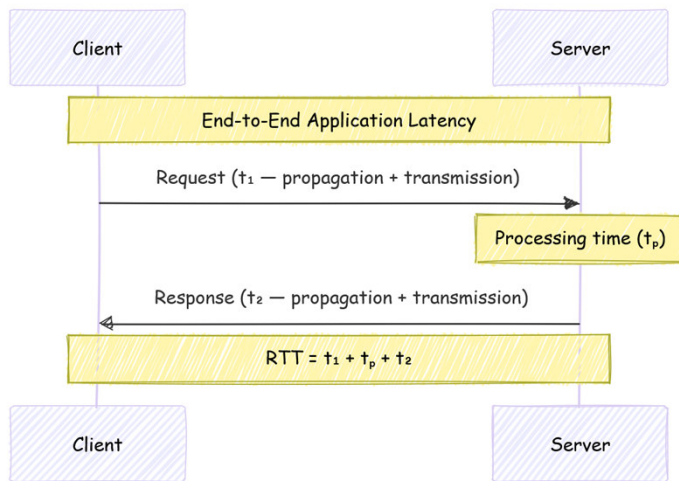 Client
Server
End-to-End Application Latency
Request (t₁ — propagation + transmission)
Processing time (tₚ)
Response (t₂ — propagation + transmission)
RTT = t₁ + tₚ + t₂
Client
Server